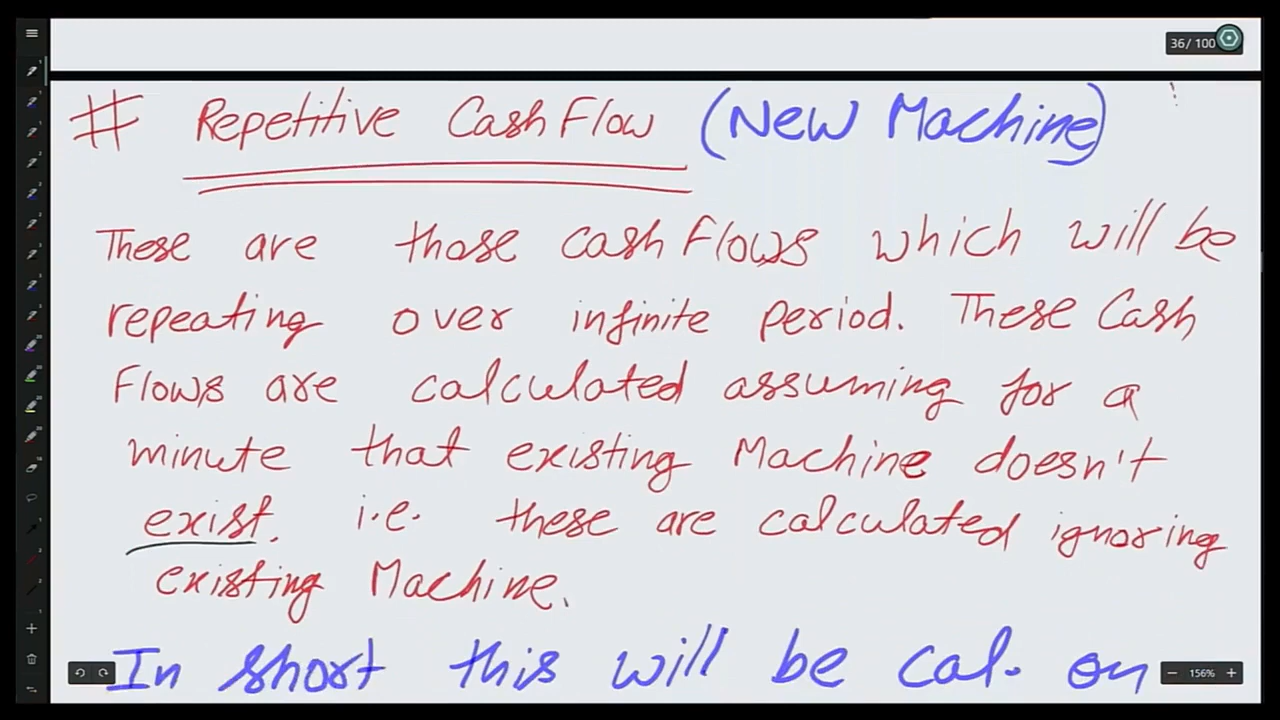 36/100
# Repetitive Cash Flow (New Machine)
These are those cash Flows which will be
repeating over infinite period. These Cash
Flows are calculated assuming for a
minute that existing Machine doesn't
exist. i.e. these are calculated ignoring
existing Machine.
In short this will be cal. on
156%